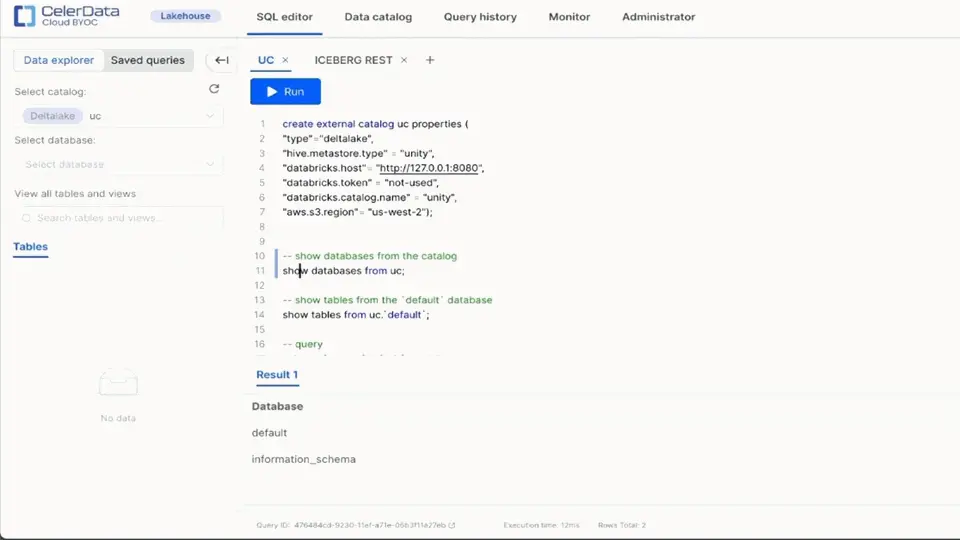 CelerData
Cloud BYOC
Lakehouse
SQL editor
Data catalog
Query history
Monitor
Administrator
Data explorer
Saved queries
Select catalog:
Deltalake uc
Select database:
Select database
View all tables and views
Search tables and views...
Tables
No data
UC ×
ICEBERG REST ×
+
Run
1 create external catalog uc properties (
2 "type"="deltalake",
3 "hive.metastore.type" = "unity",
4 "databricks.host"= "http://127.0.0.1:8080",
5 "databricks.token" = "not-used",
6 "databricks.catalog.name" = "unity",
7 "aws.s3.region"= "us-west-2");
8
9
10 -- show databases from the catalog
11 show databases from uc;
12
13 -- show tables from the `default` database
14 show tables from uc.`default`;
15
16 -- query
Result 1
Database
default
information_schema
Query ID:
Execution time: 12ms
Rows Total: 2